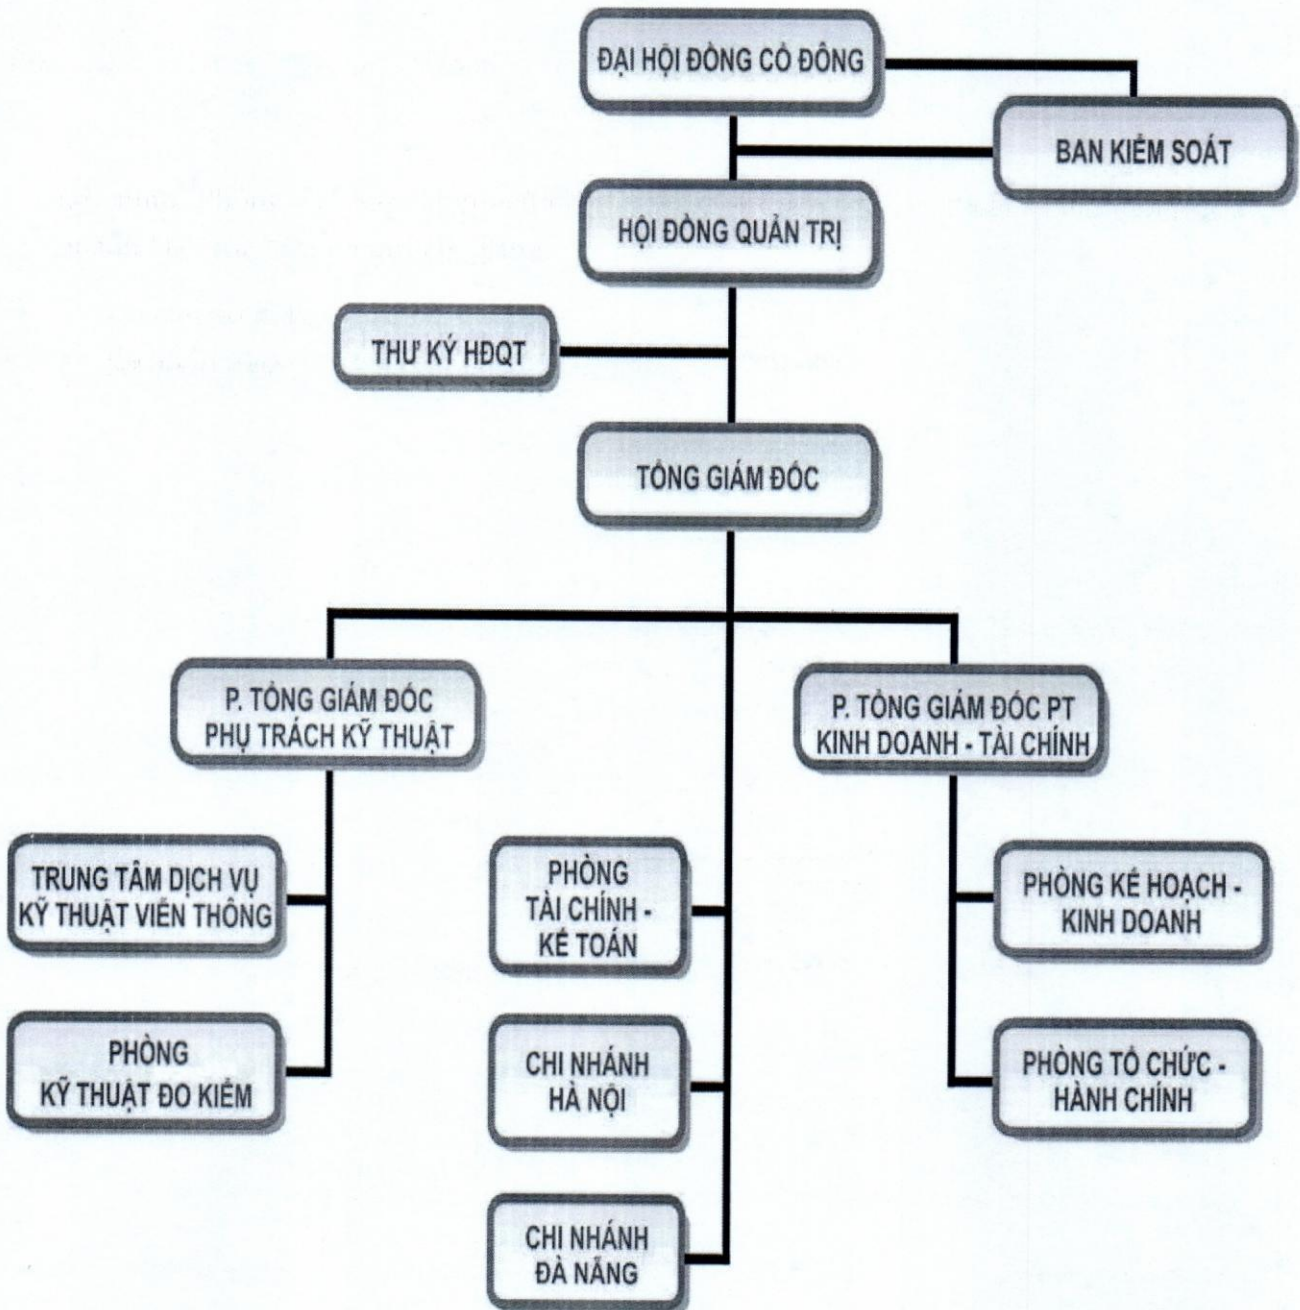 ĐẠI HỘI ĐỒNG CỔ ĐÔNG
BAN KIỂM SOÁT
HỘI ĐỒNG QUẢN TRỊ
THƯ KÝ HĐQT
TỔNG GIÁM ĐỐC
P. TỔNG GIÁM ĐỐC
PHỤ TRÁCH KỸ THUẬT
P. TỔNG GIÁM ĐỐC PT
KINH DOANH - TÀI CHÍNH
TRUNG TÂM DỊCH VỤ
KỸ THUẬT VIỄN THÔNG
PHÒNG
TÀI CHÍNH -
KẾ TOÁN
PHÒNG KẾ HOẠCH -
KINH DOANH
PHÒNG
KỸ THUẬT ĐO KIỂM
CHI NHÁNH
HÀ NỘI
PHÒNG TỔ CHỨC -
HÀNH CHÍNH
CHI NHÁNH
ĐÀ NẴNG